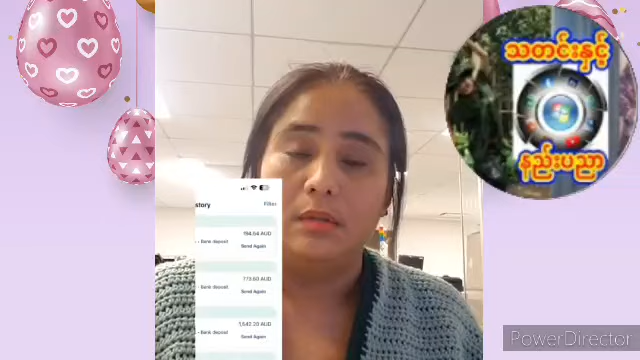 သတင်းနှင့်
နည်းပညာ
story
Filter
194.54 AUD
- Bank deposit
Send Again
773.60 AUD
- Bank deposit
Send Again
1,542.20 AUD
- Bank deposit
Send Again
PowerDirector